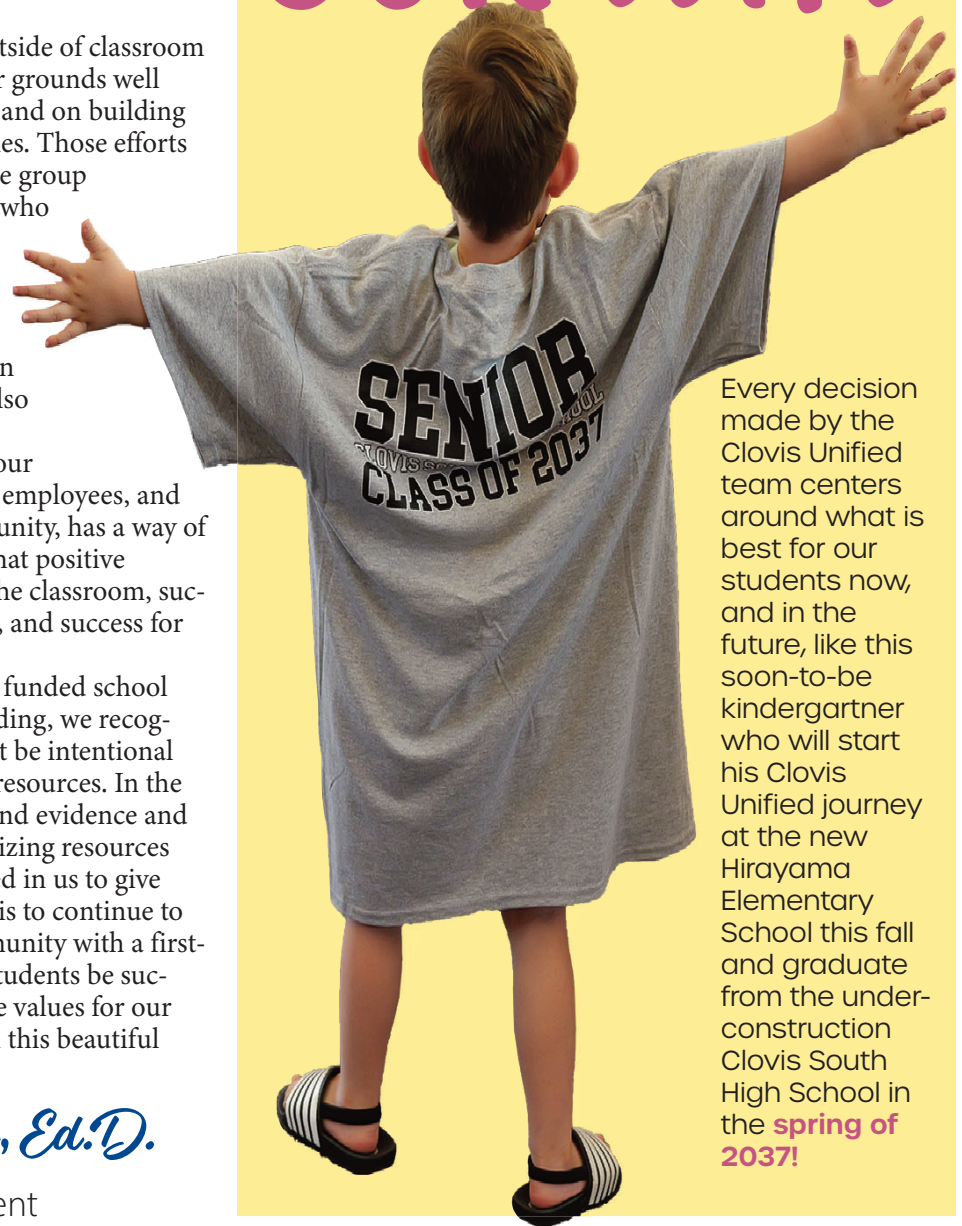 tside of classroom
r grounds well
and on building
es. Those efforts
e group
who
n
lso
our
employees, and
unity, has a way of
hat positive
he classroom, suc-
, and success for
funded school
ding, we recog-
t be intentional
resources. In the
nd evidence and
izing resources
ed in us to give
is to continue to
munity with a first-
tudents be suc-
e values for our
this beautiful
, Ed.D.
ent
SENIOR
CLOVIS
CLASS OF 2037
Every decision
made by the
Clovis Unified
team centers
around what is
best for our
students now,
and in the
future, like this
soon-to-be
kindergartner
who will start
his Clovis
Unified journey
at the new
Hirayama
Elementary
School this fall
and graduate
from the under-
construction
Clovis South
High School in
the spring of
2037!